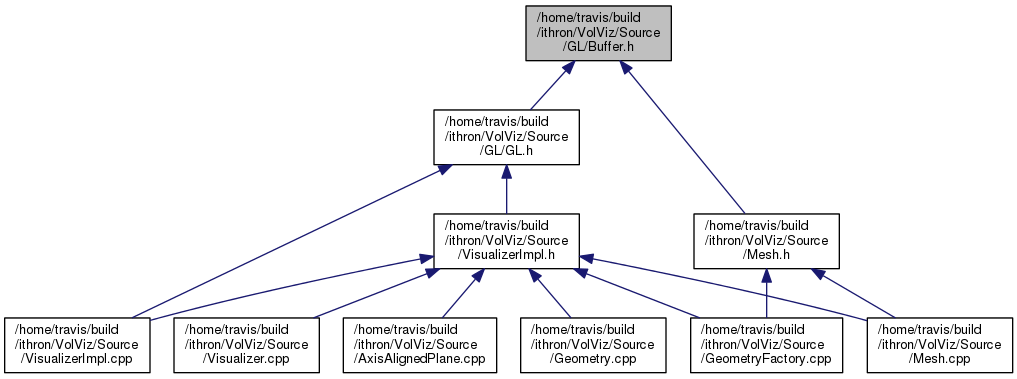 /home/travis/build
/ithron/VolViz/Source
/GL/Buffer.h
/home/travis/build
/ithron/VolViz/Source
/GL/GL.h
/home/travis/build
/ithron/VolViz/Source
/VisualizerImpl.h
/home/travis/build
/ithron/VolViz/Source
/Mesh.h
/home/travis/build
/ithron/VolViz/Source
/VisualizerImpl.cpp
/home/travis/build
/ithron/VolViz/Source
/Visualizer.cpp
/home/travis/build
/ithron/VolViz/Source
/AxisAlignedPlane.cpp
/home/travis/build
/ithron/VolViz/Source
/Geometry.cpp
/home/travis/build
/ithron/VolViz/Source
/GeometryFactory.cpp
/home/travis/build
/ithron/VolViz/Source
/Mesh.cpp